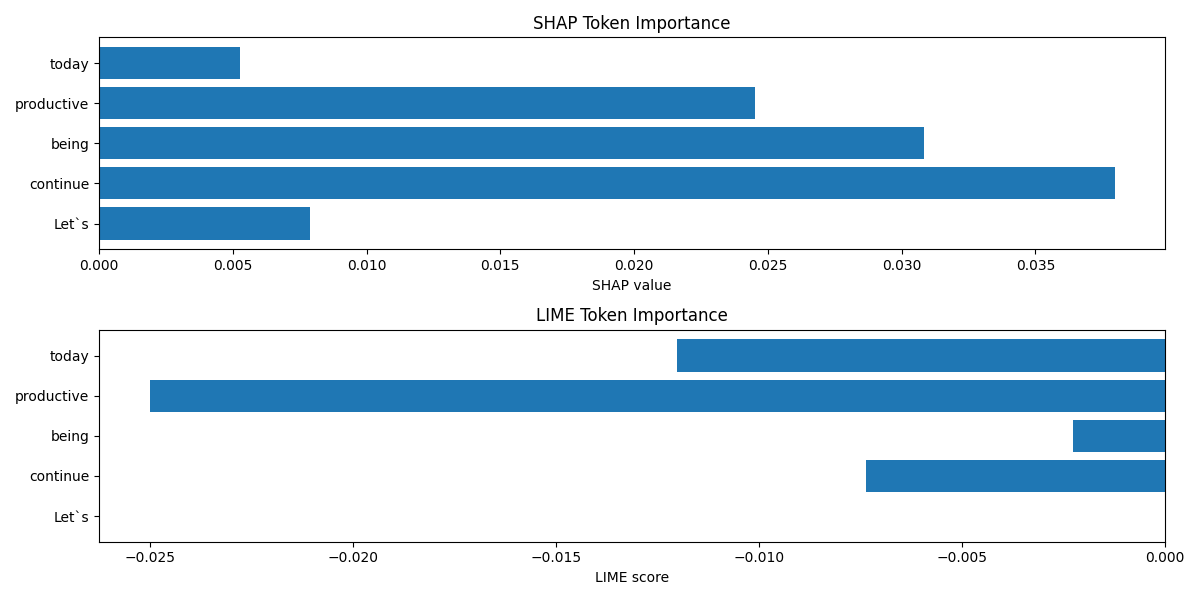 SHAP Token Importance
today
productive
being
continue
Let`s
0.000 0.005 0.010 0.015 0.020 0.025 0.030 0.035
SHAP value
LIME Token Importance
today
productive
being
continue
Let`s
−0.025 −0.020 −0.015 −0.010 −0.005 0.000
LIME score